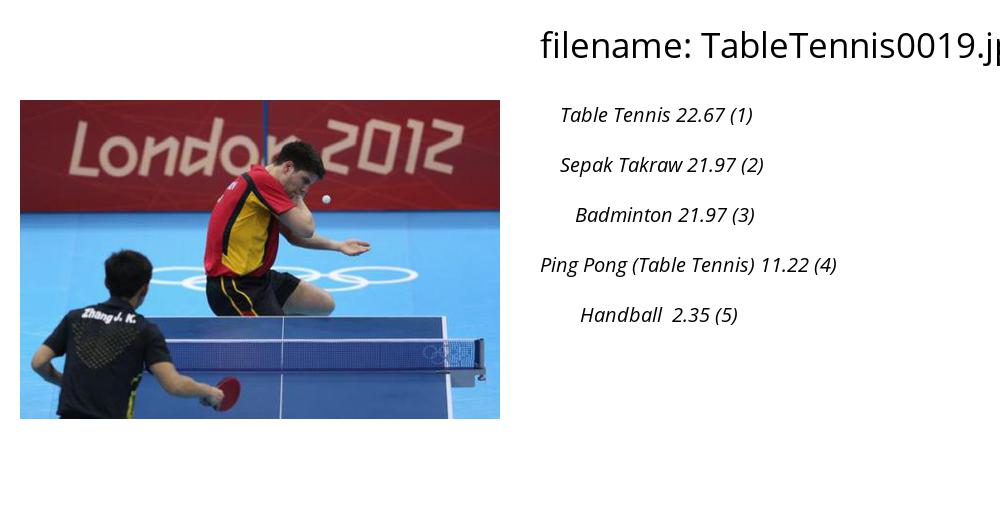 filename: TableTennis0019.jp
Table Tennis 22.67 (1)
Sepak Takraw 21.97 (2)
Badminton 21.97 (3)
Ping Pong (Table Tennis) 11.22 (4)
Handball 2.35 (5)
London 2012
Zhang J. K.